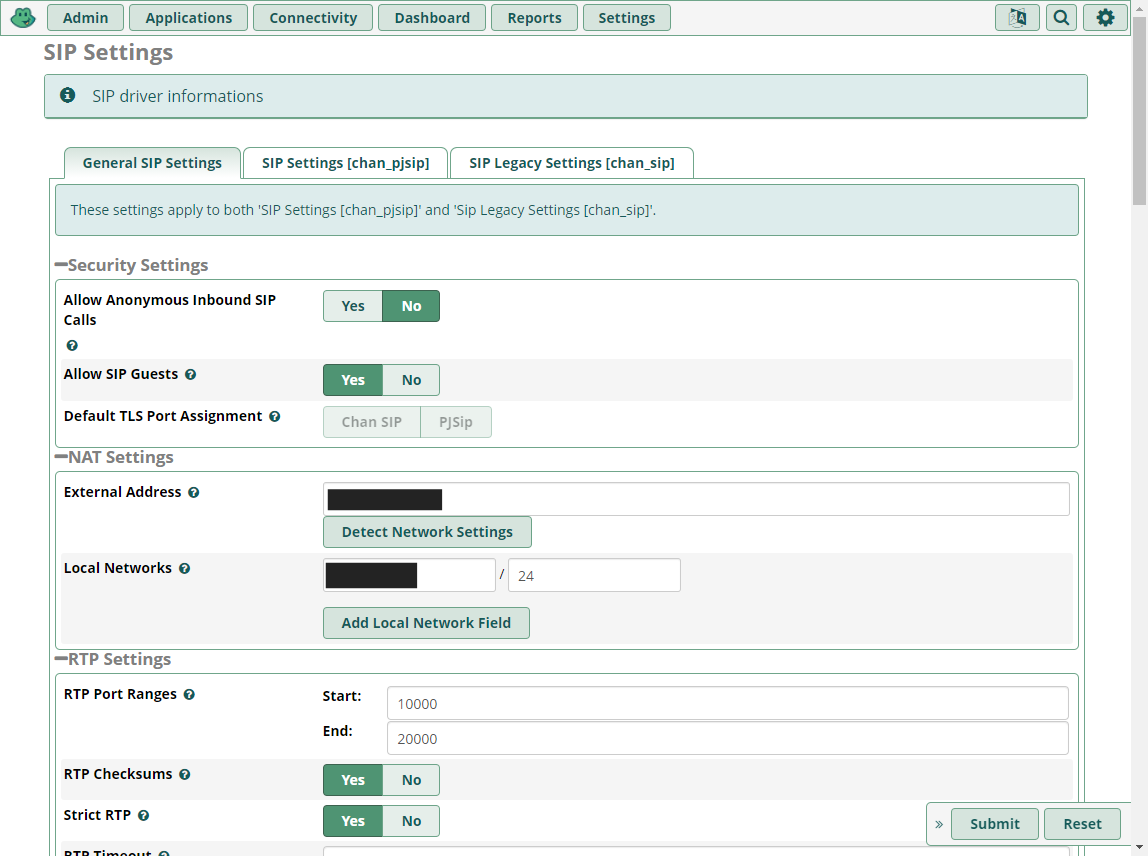 Admin Applications Connectivity Dashboard Reports Settings
SIP Settings
SIP driver informations
General SIP Settings SIP Settings [chan_pjsip] SIP Legacy Settings [chan_sip]
These settings apply to both 'SIP Settings [chan_pjsip]' and 'Sip Legacy Settings [chan_sip]'.
Security Settings
Allow Anonymous Inbound SIP
Calls
Yes No
Allow SIP Guests Yes No
Default TLS Port Assignment Chan SIP PJSip
NAT Settings
External Address
Detect Network Settings
Local Networks / 24
Add Local Network Field
RTP Settings
RTP Port Ranges Start: 10000
End: 20000
RTP Checksums Yes No
Strict RTP Yes No
» Submit Reset
RTP Timeout